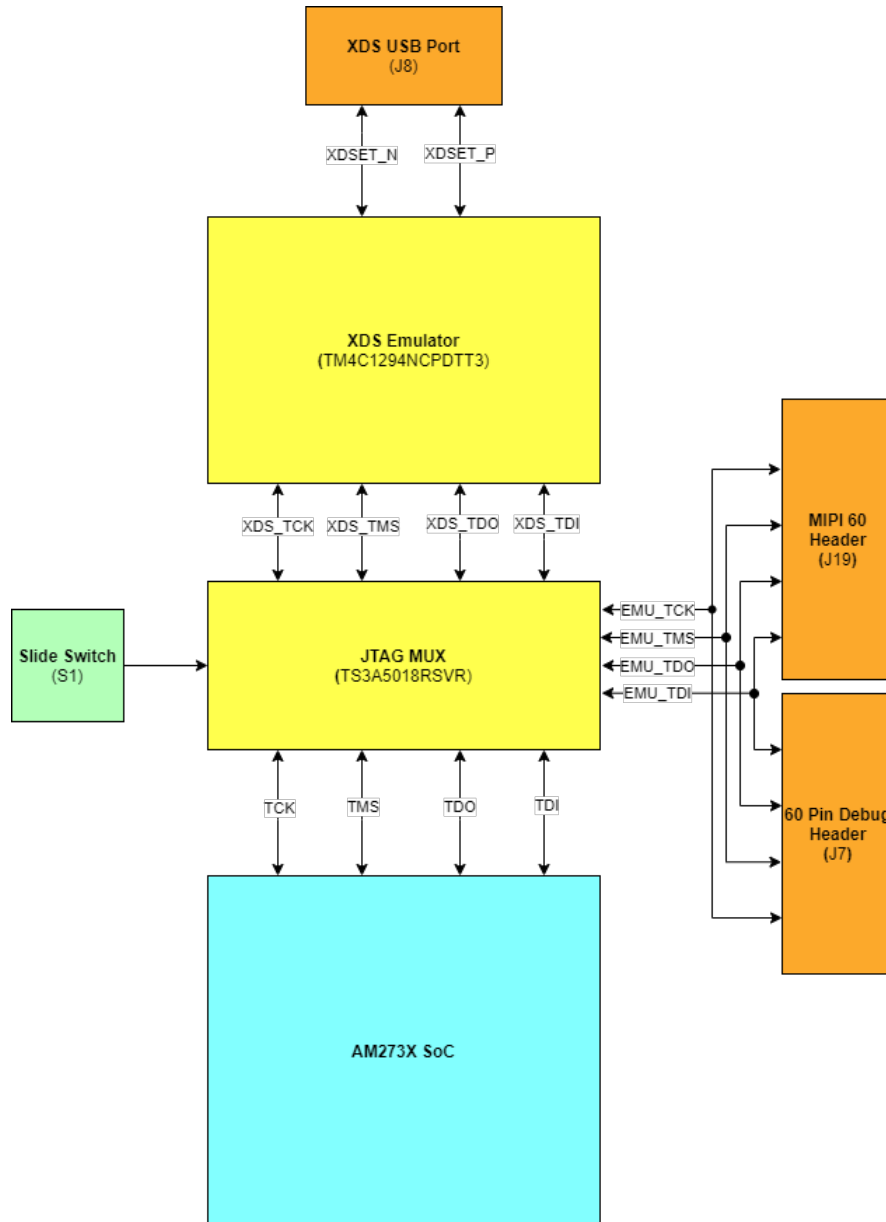 XDS USB Port
(J8)
XDSET_N
XDSET_P
XDS Emulator
(TM4C1294NCPDTT3)
XDS_TCK
XDS_TMS
XDS_TDO
XDS_TDI
MIPI 60
Header
(J19)
EMU_TCK
EMU_TMS
EMU_TDO
EMU_TDI
Slide Switch
(S1)
JTAG MUX
(TS3A5018RSVR)
60 Pin Debug
Header
(J7)
TCK
TMS
TDO
TDI
AM273X SoC